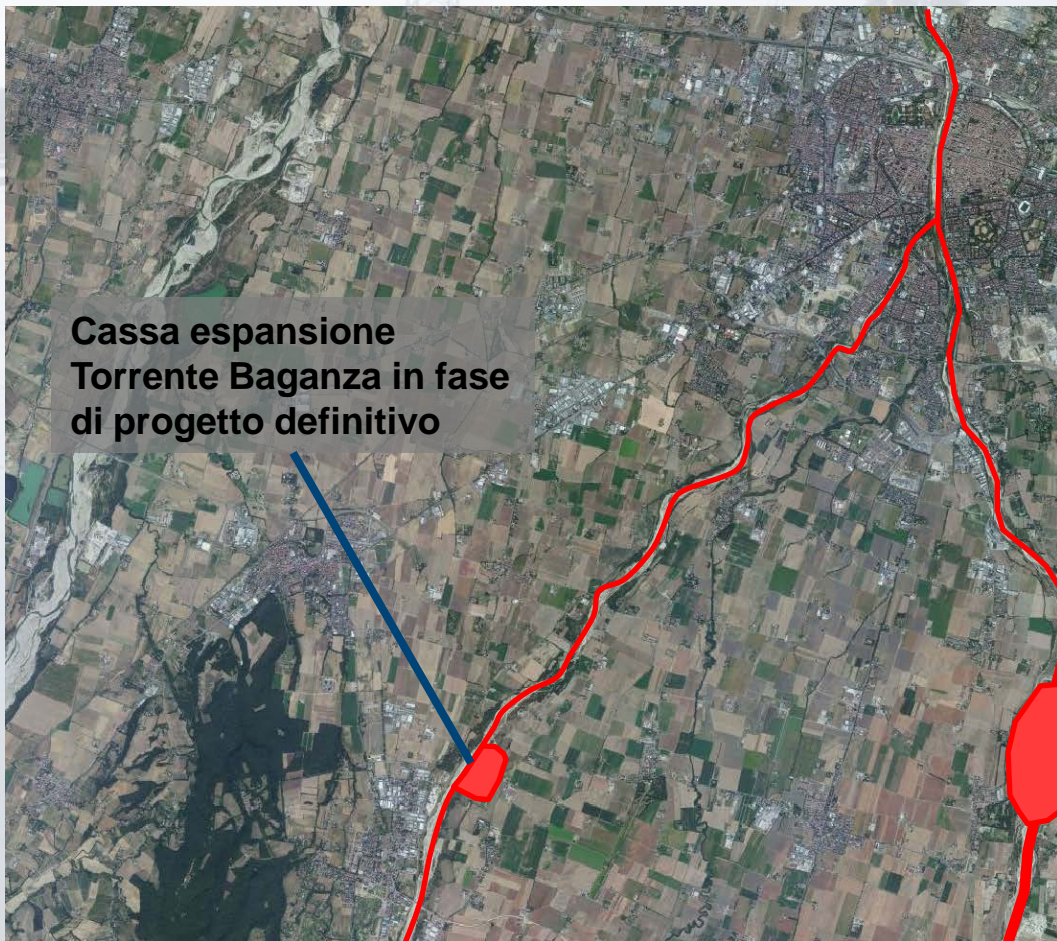 Cassa espansione
Torrente Baganza in fase
di progetto definitivo